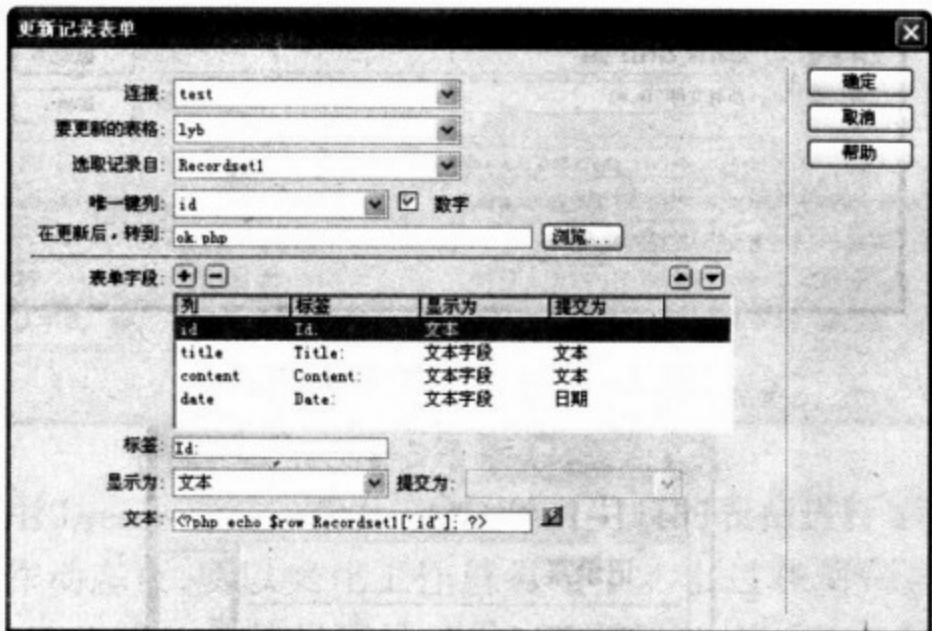 更新记录表单
连接: test
要更新的表格: lyb
选取记录自: Recordset1
唯一键列: id 数字
在更新后，转到: ok.php 浏览...
表单字段:
列 标签 显示为 提交为
id Id: 文本
title Title: 文本字段 文本
content Content: 文本字段 文本
date Date: 文本字段 日期
标签: Id:
显示为: 文本 提交为:
文本: <?php echo $row_Recordset1['id']; ?>
确定
取消
帮助